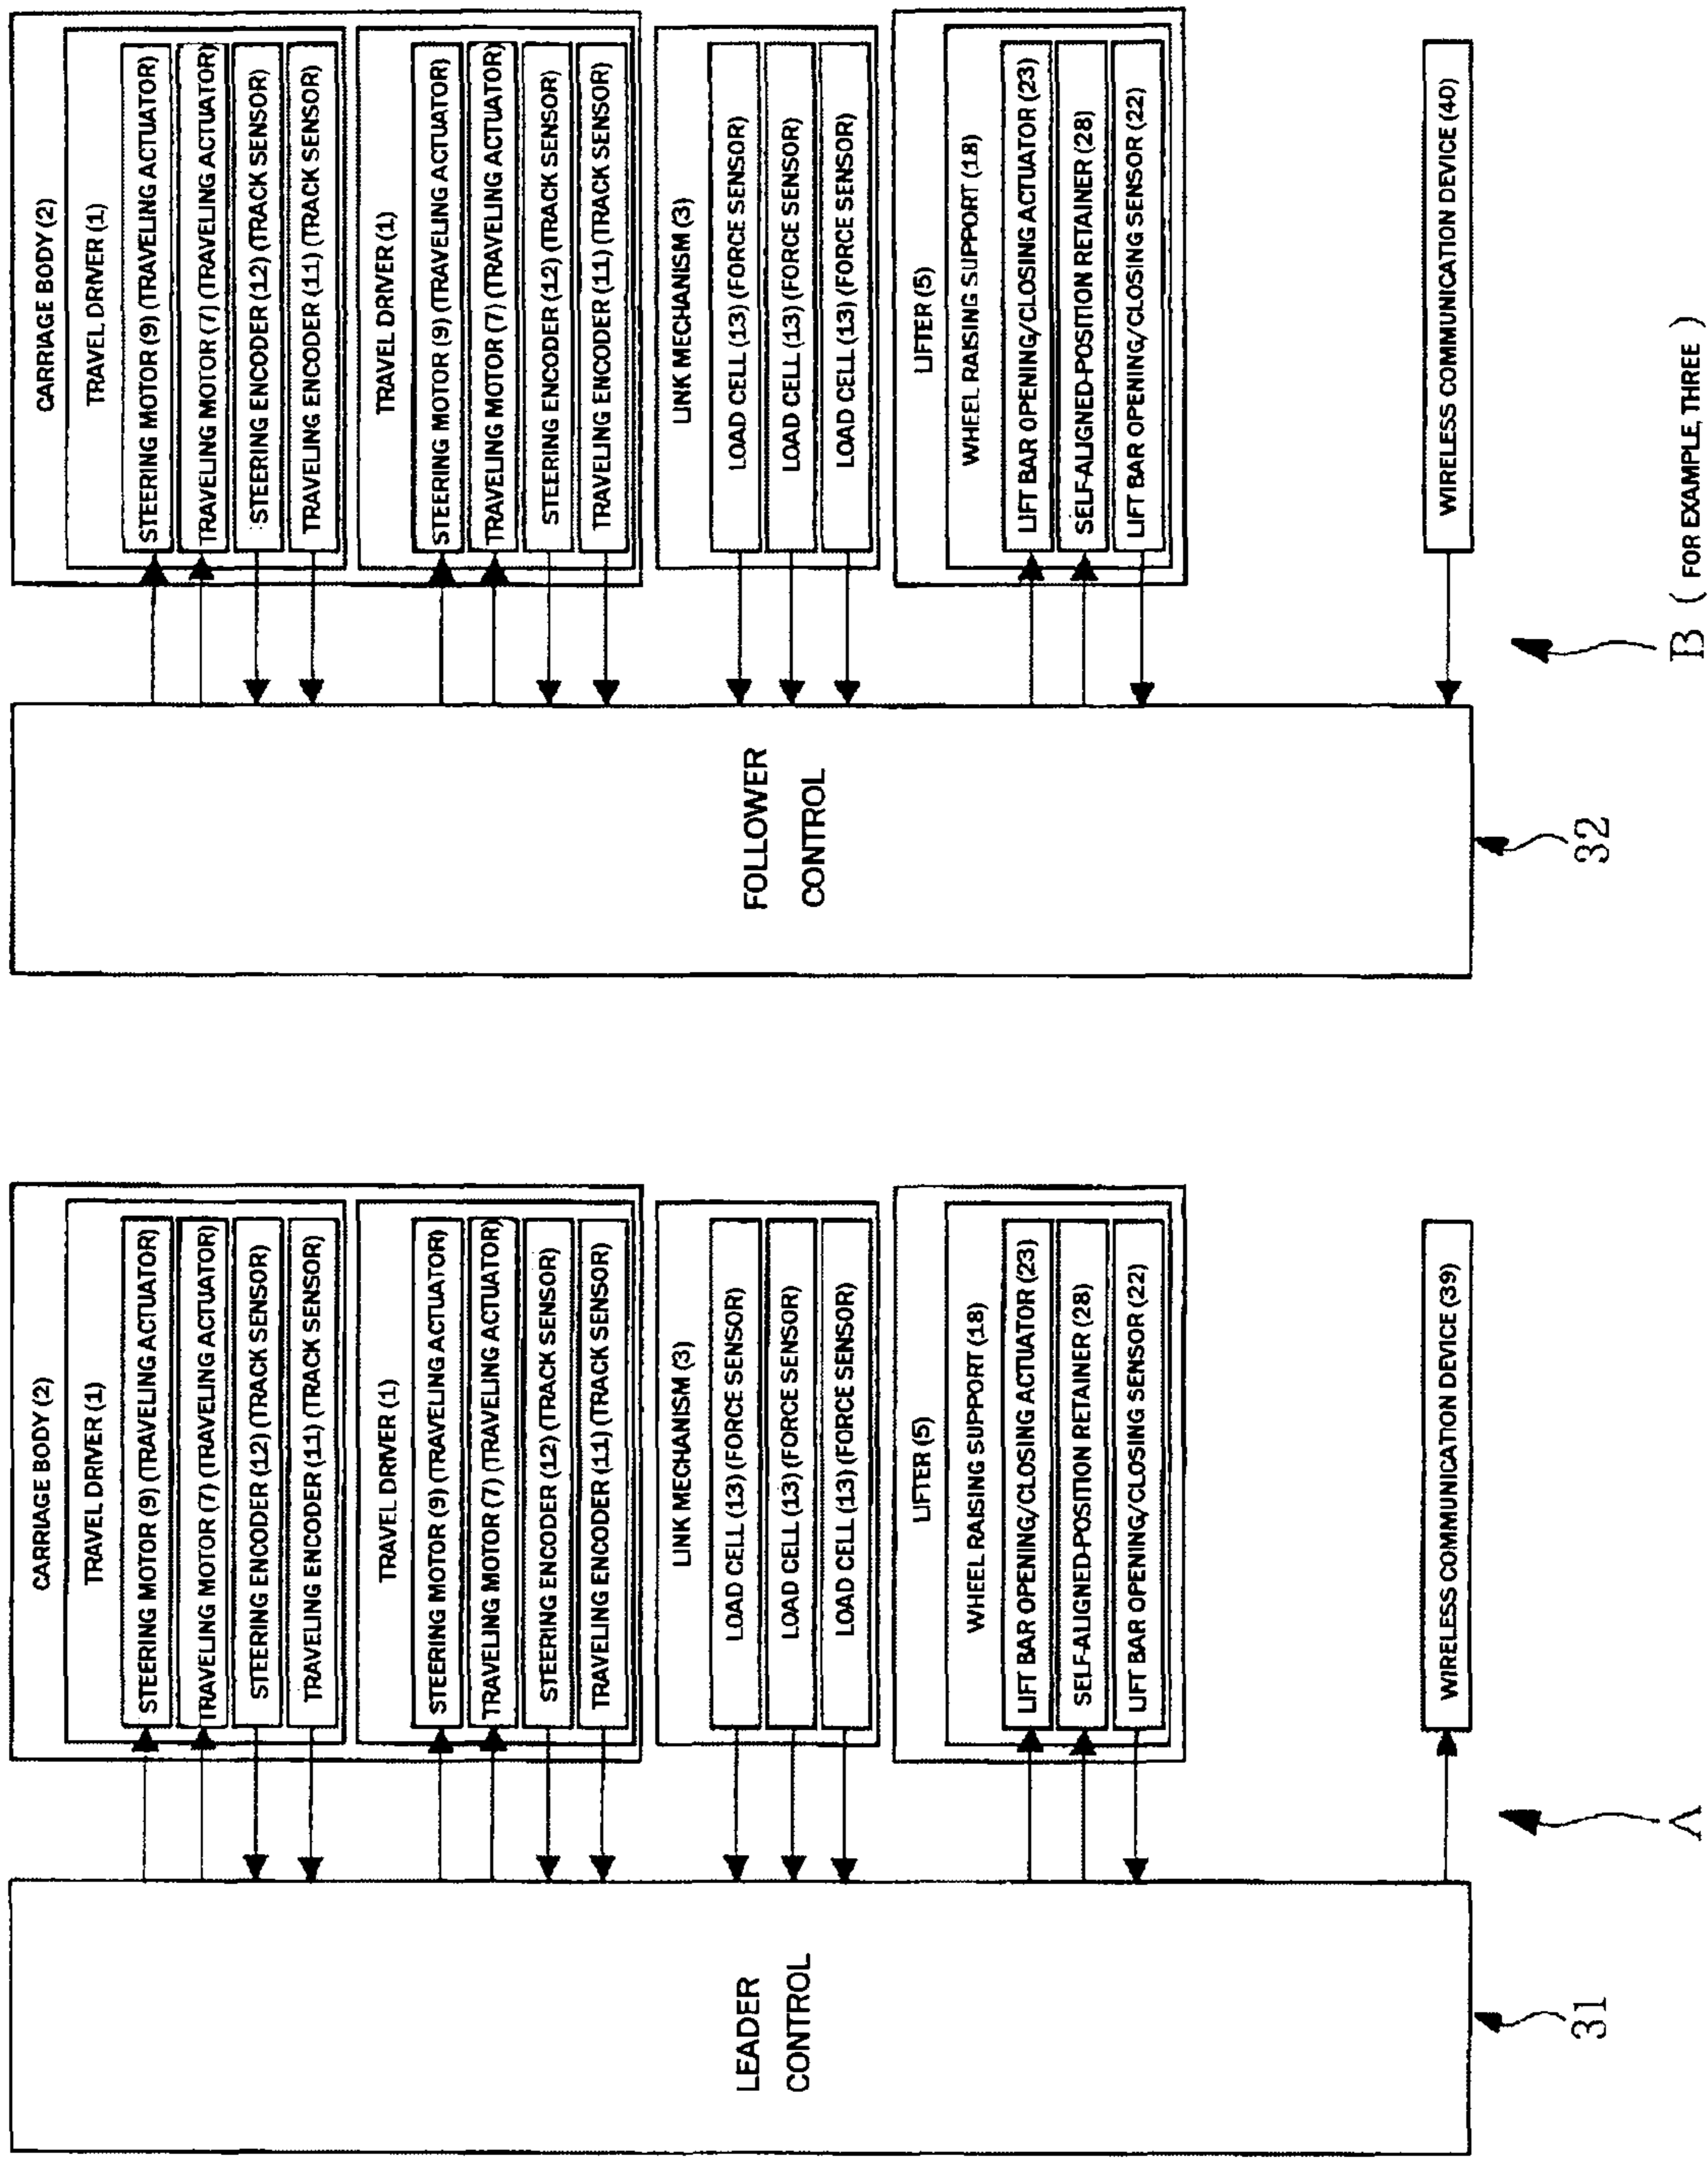 LEADER
CONTROL
31
CARRIAGE BODY (2)
TRAVEL DRIVER (1)
STEERING MOTOR (9) (TRAVELING ACTUATOR)
TRAVELING MOTOR (7) (TRAVELING ACTUATOR)
STEERING ENCODER (12) (TRACK SENSOR)
TRAVELING ENCODER (11) (TRACK SENSOR)
TRAVEL DRIVER (1)
STEERING MOTOR (9) (TRAVELING ACTUATOR)
TRAVELING MOTOR (7) (TRAVELING ACTUATOR)
STEERING ENCODER (12) (TRACK SENSOR)
TRAVELING ENCODER (11) (TRACK SENSOR)
LINK MECHANISM (3)
LOAD CELL (13) (FORCE SENSOR)
LOAD CELL (13) (FORCE SENSOR)
LOAD CELL (13) (FORCE SENSOR)
LIFTER (5)
WHEEL RAISING SUPPORT (18)
LIFT BAR OPENING/CLOSING ACTUATOR (23)
SELF-ALIGNED-POSITION RETAINER (28)
LIFT BAR OPENING/CLOSING SENSOR (22)
WIRELESS COMMUNICATION DEVICE (39)
A
FOLLOWER
CONTROL
32
CARRIAGE BODY (2)
TRAVEL DRIVER (1)
STEERING MOTOR (9) (TRAVELING ACTUATOR)
TRAVELING MOTOR (7) (TRAVELING ACTUATOR)
STEERING ENCODER (12) (TRACK SENSOR)
TRAVELING ENCODER (11) (TRACK SENSOR)
TRAVEL DRIVER (1)
STEERING MOTOR (9) (TRAVELING ACTUATOR)
TRAVELING MOTOR (7) (TRAVELING ACTUATOR)
STEERING ENCODER (12) (TRACK SENSOR)
TRAVELING ENCODER (11) (TRACK SENSOR)
LINK MECHANISM (3)
LOAD CELL (13) (FORCE SENSOR)
LOAD CELL (13) (FORCE SENSOR)
LOAD CELL (13) (FORCE SENSOR)
LIFTER (5)
WHEEL RAISING SUPPORT (18)
LIFT BAR OPENING/CLOSING ACTUATOR (23)
SELF-ALIGNED-POSITION RETAINER (28)
LIFT BAR OPENING/CLOSING SENSOR (22)
WIRELESS COMMUNICATION DEVICE (40)
B ( FOR EXAMPLE, THREE )